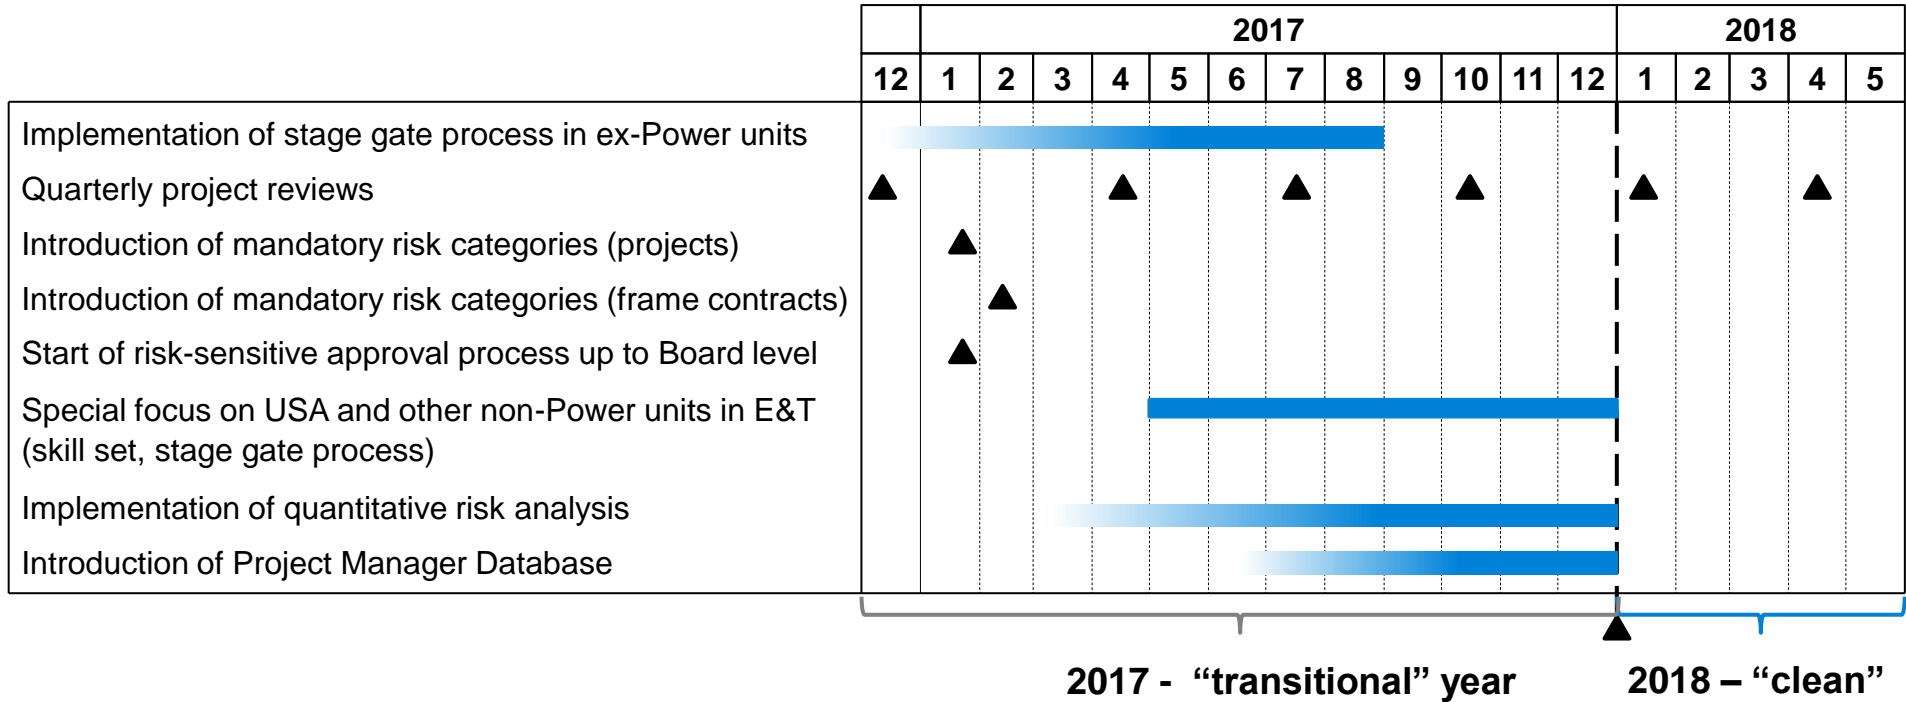 2017 2018
12 1 2 3 4 5 6 7 8 9 10 11 12 1 2 3 4 5
Implementation of stage gate process in ex-Power units
Quarterly project reviews
Introduction of mandatory risk categories (projects)
Introduction of mandatory risk categories (frame contracts)
Start of risk-sensitive approval process up to Board level
Special focus on USA and other non-Power units in E&T
(skill set, stage gate process)
Implementation of quantitative risk analysis
Introduction of Project Manager Database
2017 - “transitional” year 2018 – “clean”